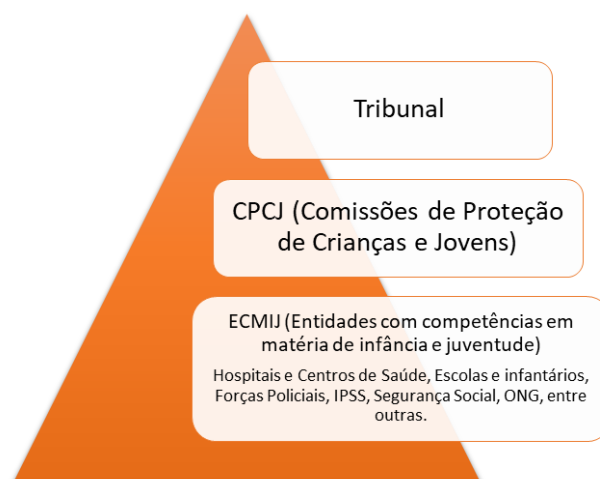 Tribunal
CPCJ (Comissões de Proteção
de Crianças e Jovens)
ECMIJ (Entidades com competências em
matéria de infância e juventude)
Hospitais e Centros de Saúde, Escolas e infantários,
Forças Policiais, IPSS, Segurança Social, ONG, entre
outras.